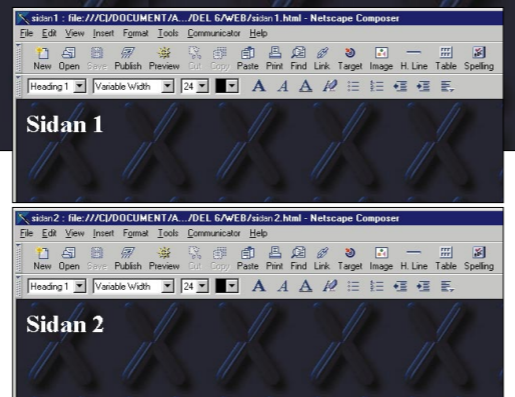 sidan1 : file:///C|/DOCUMENT/A.../DEL 6/WEB/sidan1.html - Netscape Composer
File Edit View Insert Format Tools Communicator Help
New Open Save Publish Preview Cut Copy Paste Print Find Link Target Image H. Line Table Spelling
Heading 1 Variable Width 24 A A A
Sidan 1
sidan2 : file:///C|/DOCUMENT/A.../DEL 6/WEB/sidan2.html - Netscape Composer
File Edit View Insert Format Tools Communicator Help
New Open Save Publish Preview Cut Copy Paste Print Find Link Target Image H. Line Table Spelling
Heading 1 Variable Width 24 A A A
Sidan 2